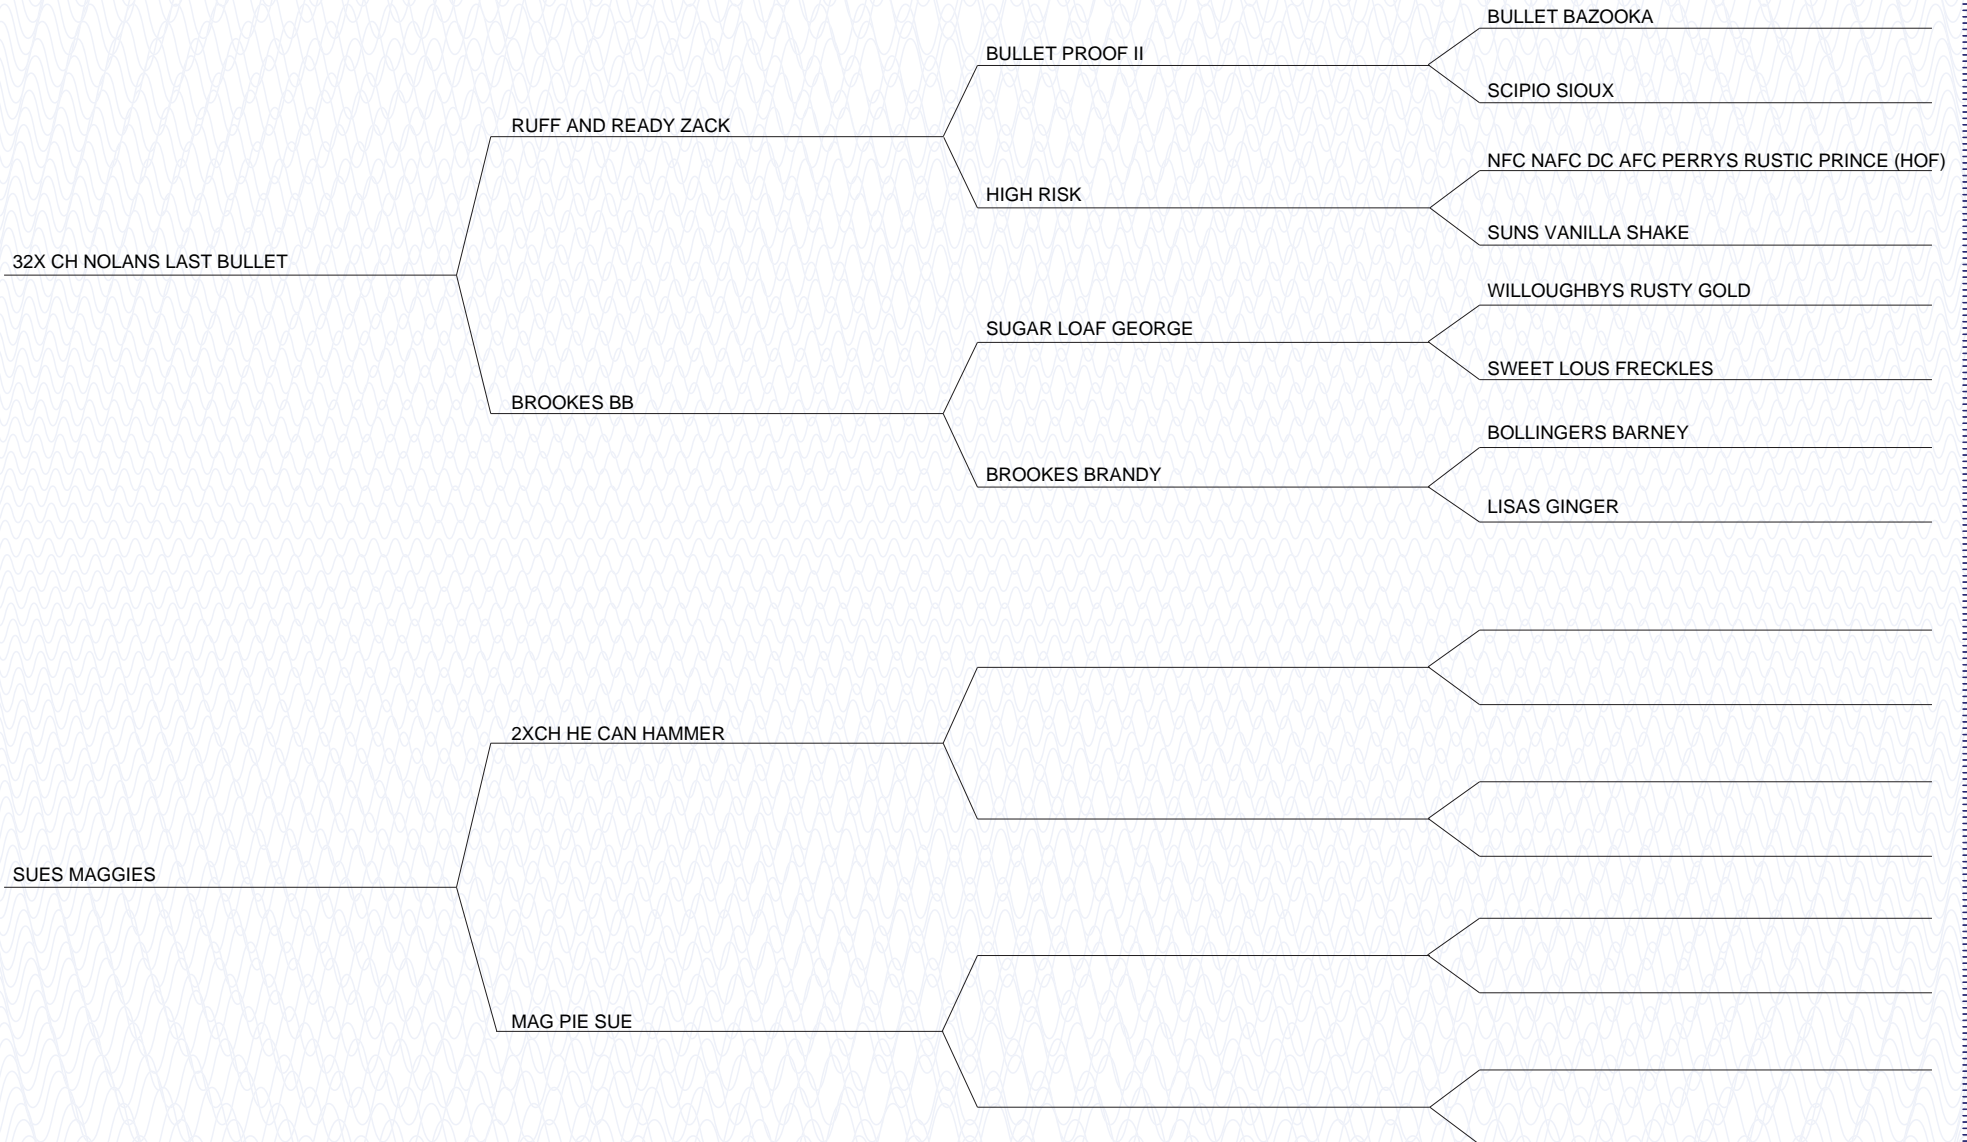 BULLET BAZOOKA
BULLET PROOF II
SCIPIO SIOUX
RUFF AND READY ZACK
NFC NAFC DC AFC PERRYS RUSTIC PRINCE (HOF)
HIGH RISK
SUNS VANILLA SHAKE
32X CH NOLANS LAST BULLET
WILLOUGHBYS RUSTY GOLD
SUGAR LOAF GEORGE
SWEET LOUS FRECKLES
BROOKES BB
BOLLINGERS BARNEY
BROOKES BRANDY
LISAS GINGER
2XCH HE CAN HAMMER
SUES MAGGIES
MAG PIE SUE